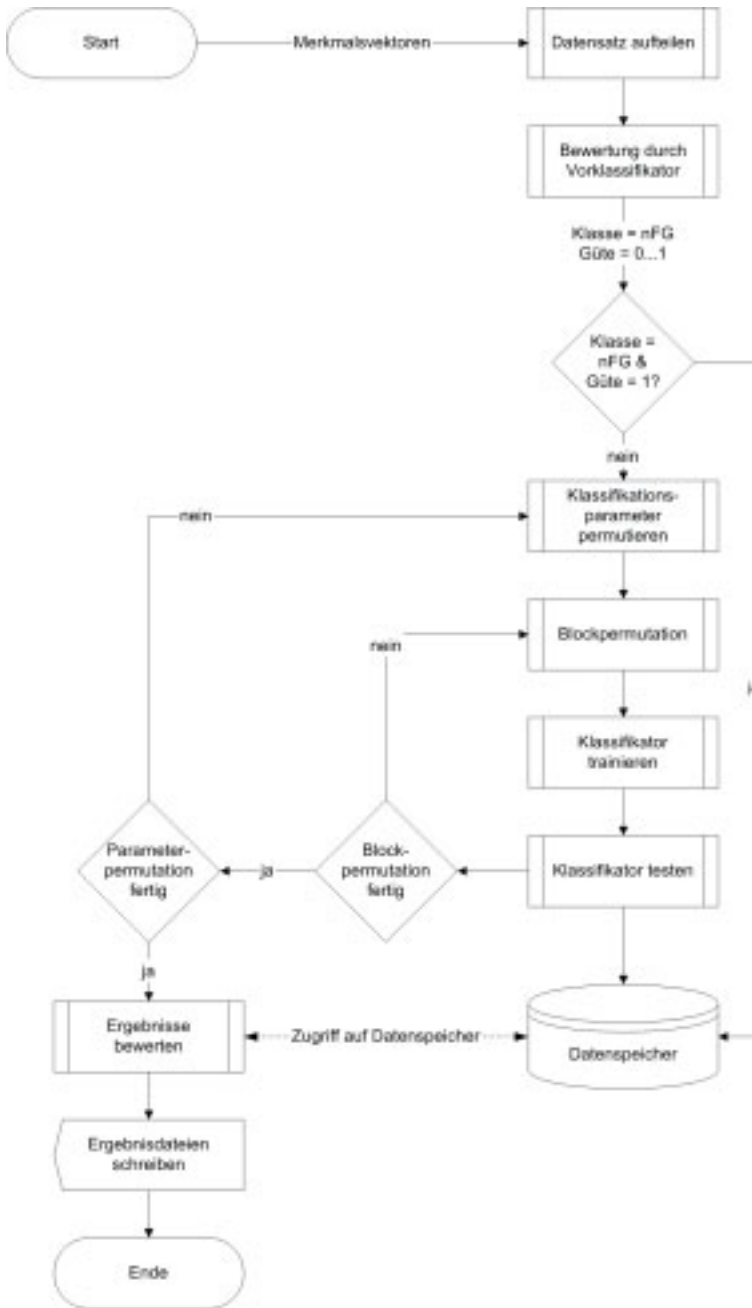 Start
Merkmalsvektoren
Datensatz aufteilen
Bewertung durch
Vorklassifikator
Klasse = nFG
Güte = 0...1
Klasse =
nFG &
Güte = 1?
nein
Klassifikations-
parameter
permutieren
nein
Blockpermutation
nein
Klassifikator
trainieren
Parameter-
permutation
fertig
ja
Block-
permutation
fertig
Klassifikator testen
ja
Ergebnisse
bewerten
Zugriff auf Datenspeicher
Datenspeicher
Ergebnisdateien
schreiben
Ende